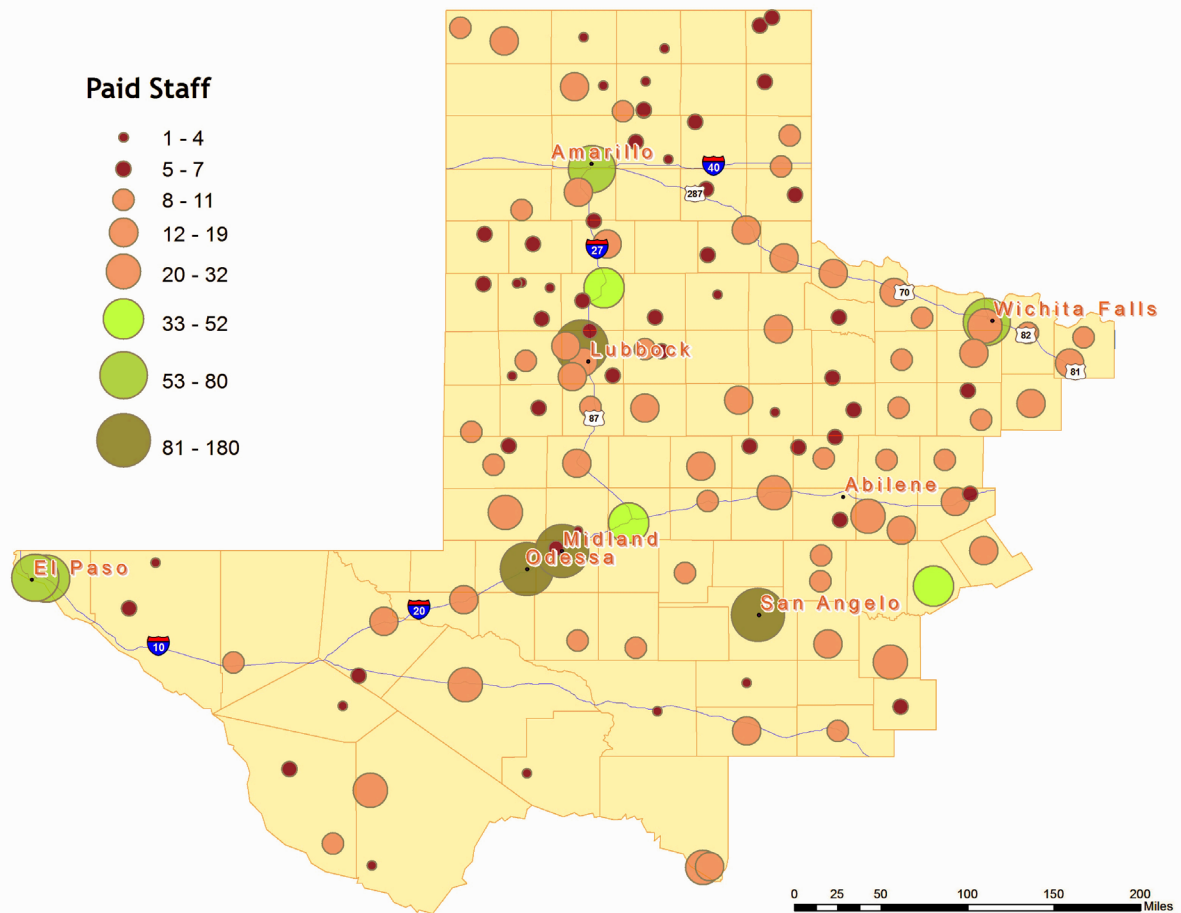 Paid Staff
1 - 4
5 - 7
8 - 11
12 - 19
20 - 32
33 - 52
53 - 80
81 - 180
Amarillo
40
287
27
70
Wichita Falls
82
Lubbock
81
87
Abilene
Midland
Odessa
El Paso
San Angelo
20
10
0 25 50 100 150 200
Miles